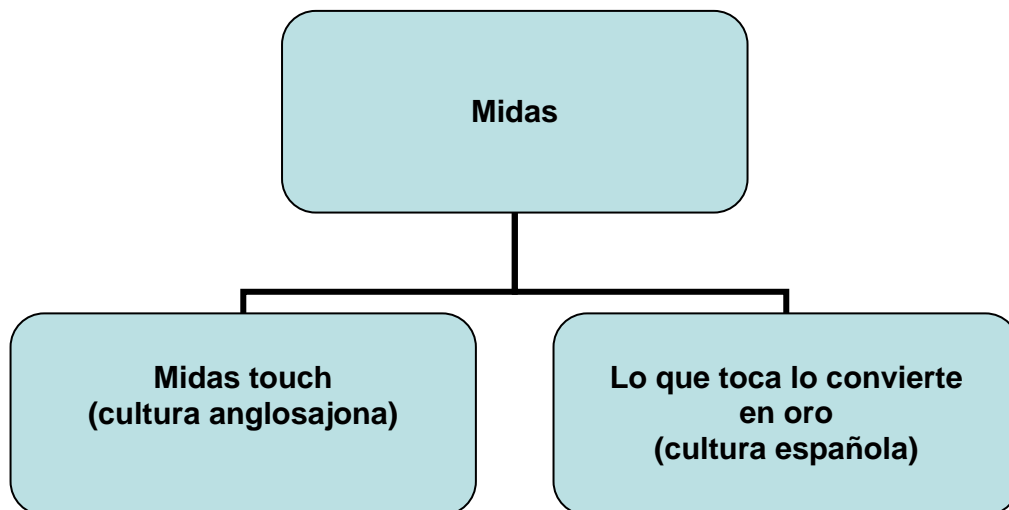 Midas
Midas touch
(cultura anglosajona)
Lo que toca lo convierte
en oro
(cultura española)